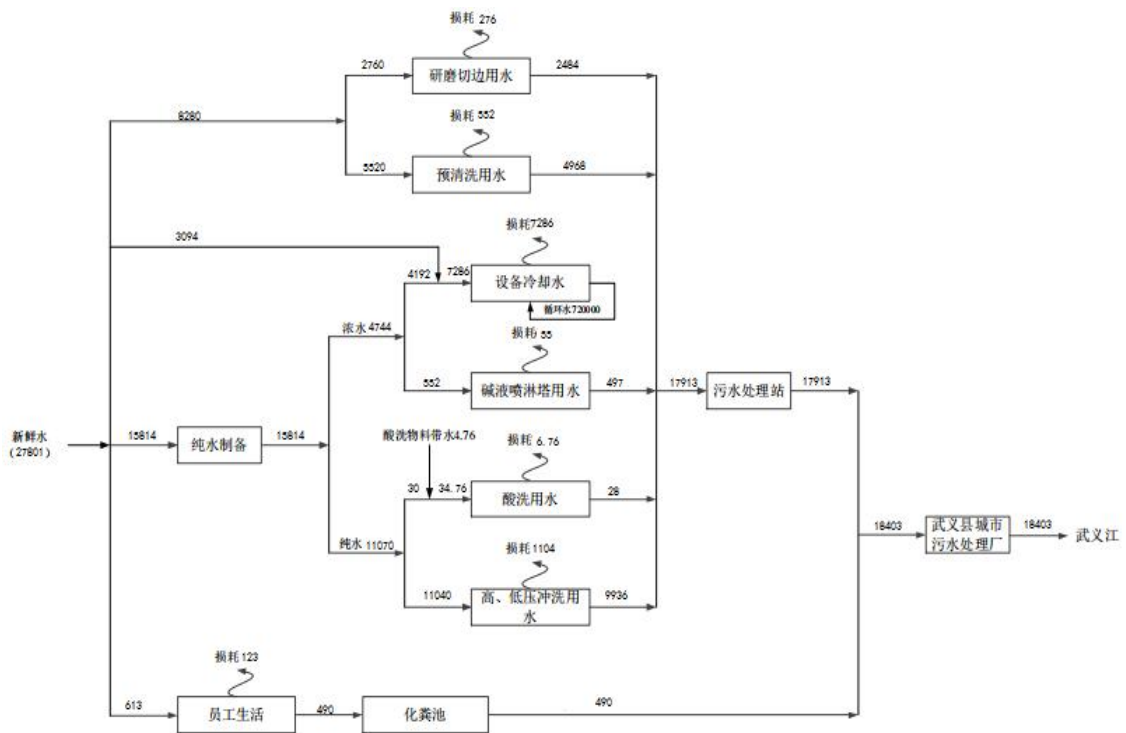 损耗 276
2760
研磨切边用水
2484
8280
损耗 552
5520
预清洗用水
4968
3094
损耗7286
4192
7286
设备冷却水
循环水720000
浓水 4744
损耗 55
552
碱液喷淋塔用水
497
17913
污水处理站
17913
新鲜水
(27801)
15814
纯水制备
15814
酸洗物料带水4.76
损耗 6.76
30
34.76
酸洗用水
28
纯水 11070
损耗1104
11040
高、低压冲洗用
水
9936
18403
武义县城市
污水处理厂
18403
武义江
损耗 123
613
员工生活
490
化粪池
490